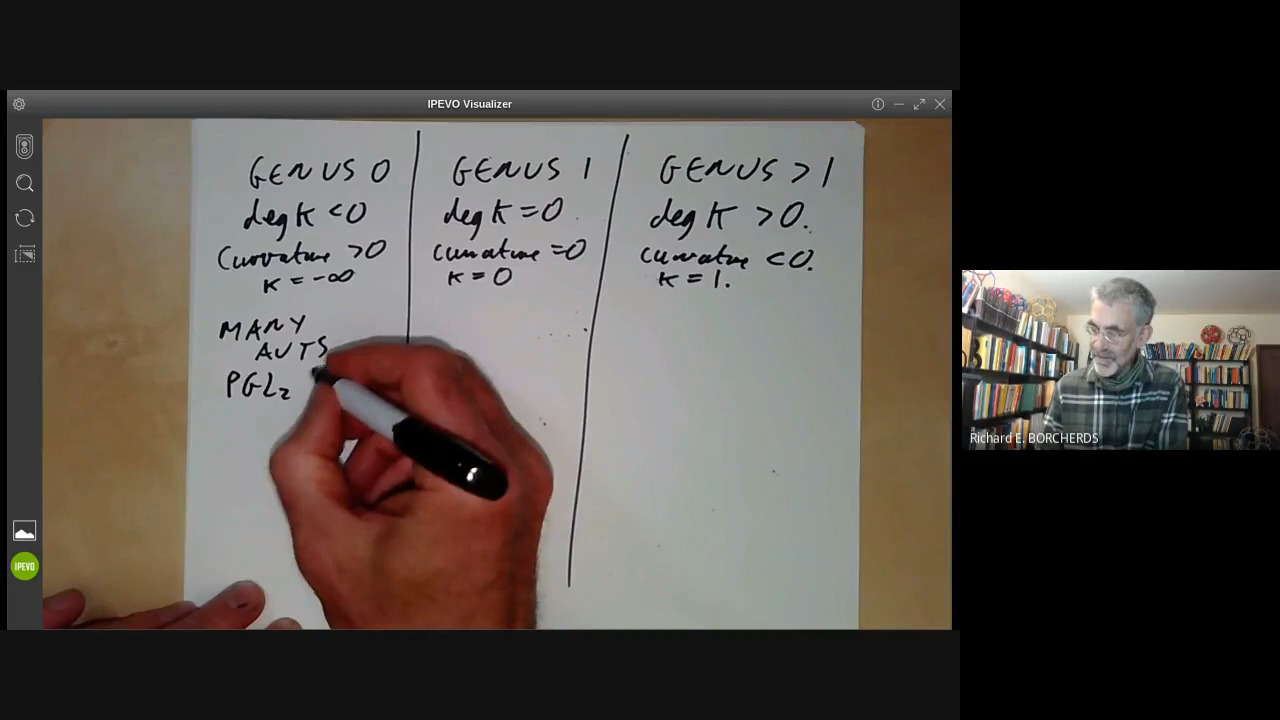 IPEVO Visualizer
GENUS 0
deg K < 0
Curvature > 0
κ = -∞
MANY
AUTS
PGL₂
GENUS 1
deg K = 0
Curvature = 0
κ = 0
GENUS > 1
deg K > 0.
curvature < 0.
κ = 1.
IPEVO
Richard E. BORCHERDS